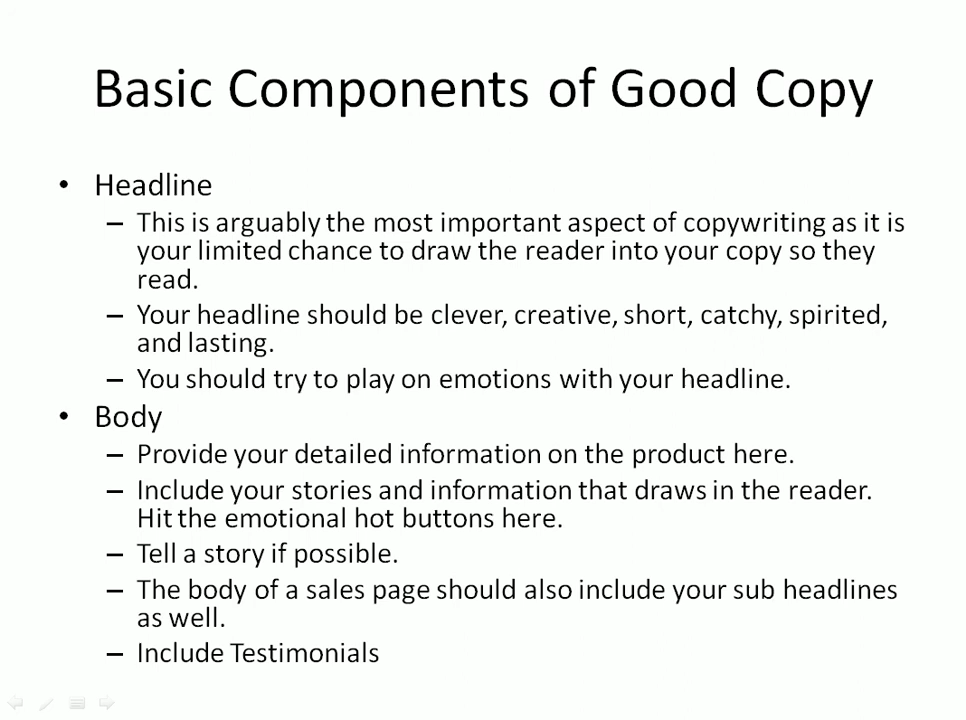 Basic Components of Good Copy
• Headline
– This is arguably the most important aspect of copywriting as it is
your limited chance to draw the reader into your copy so they
read.
– Your headline should be clever, creative, short, catchy, spirited,
and lasting.
– You should try to play on emotions with your headline.
• Body
– Provide your detailed information on the product here.
– Include your stories and information that draws in the reader.
Hit the emotional hot buttons here.
– Tell a story if possible.
– The body of a sales page should also include your sub headlines
as well.
– Include Testimonials